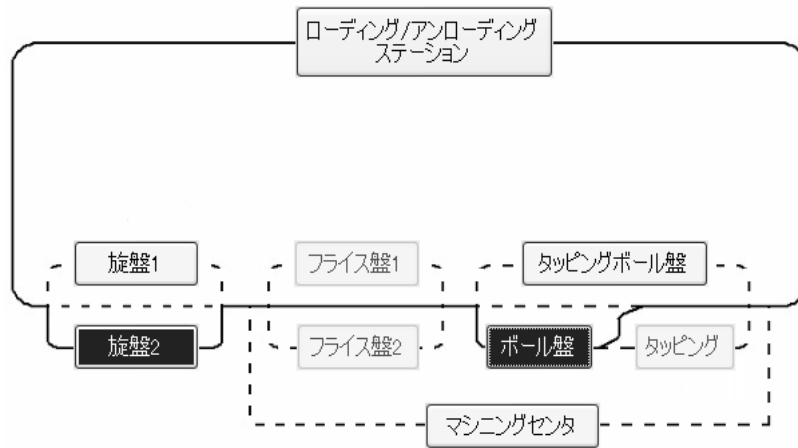 ローディング/アンローディング
ステーション
旋盤1
フライス盤1
タッピングボール盤
旋盤2
フライス盤2
ボール盤
タッピング
マシニングセンタ